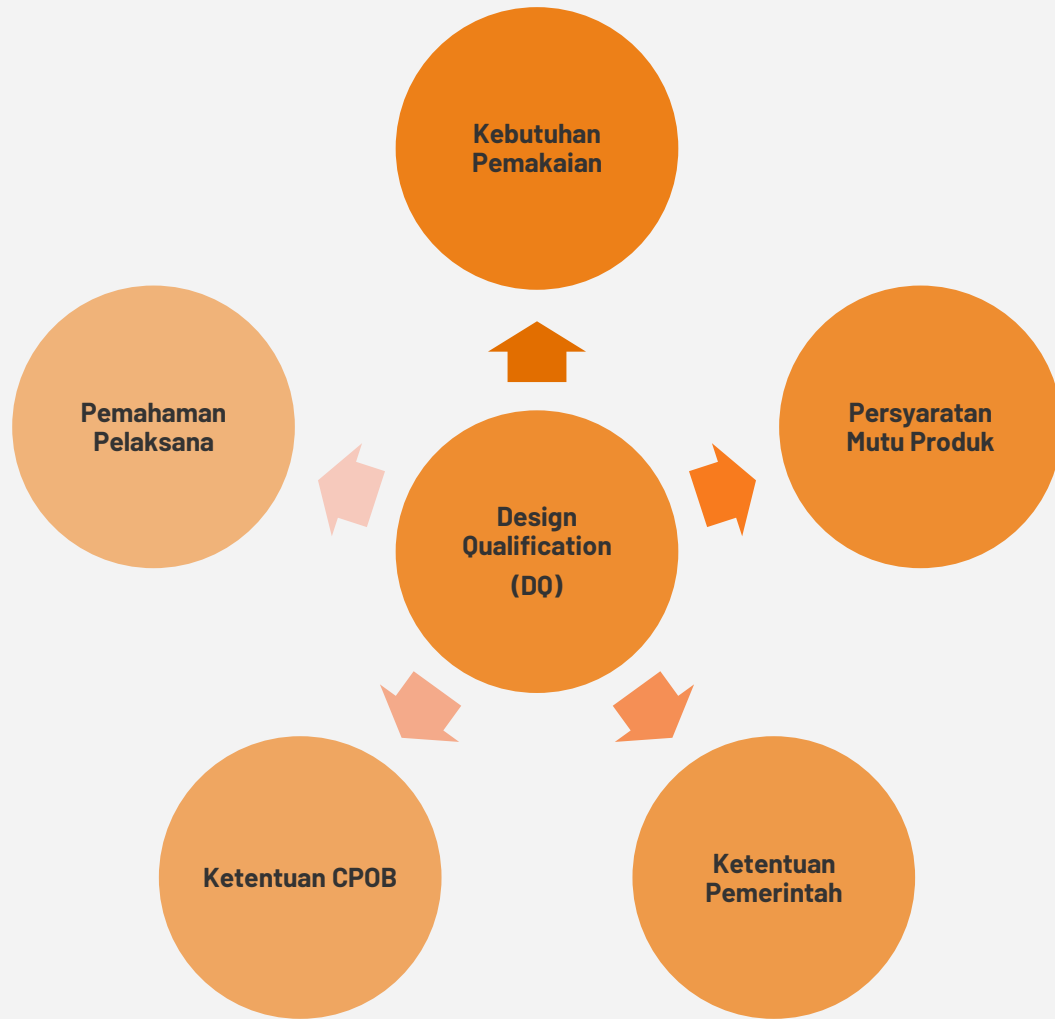 Kebutuhan
Pemakaian
Pemahaman
Pelaksana
Persyaratan
Mutu Produk
Design
Qualification
(DQ)
Ketentuan CPOB
Ketentuan
Pemerintah